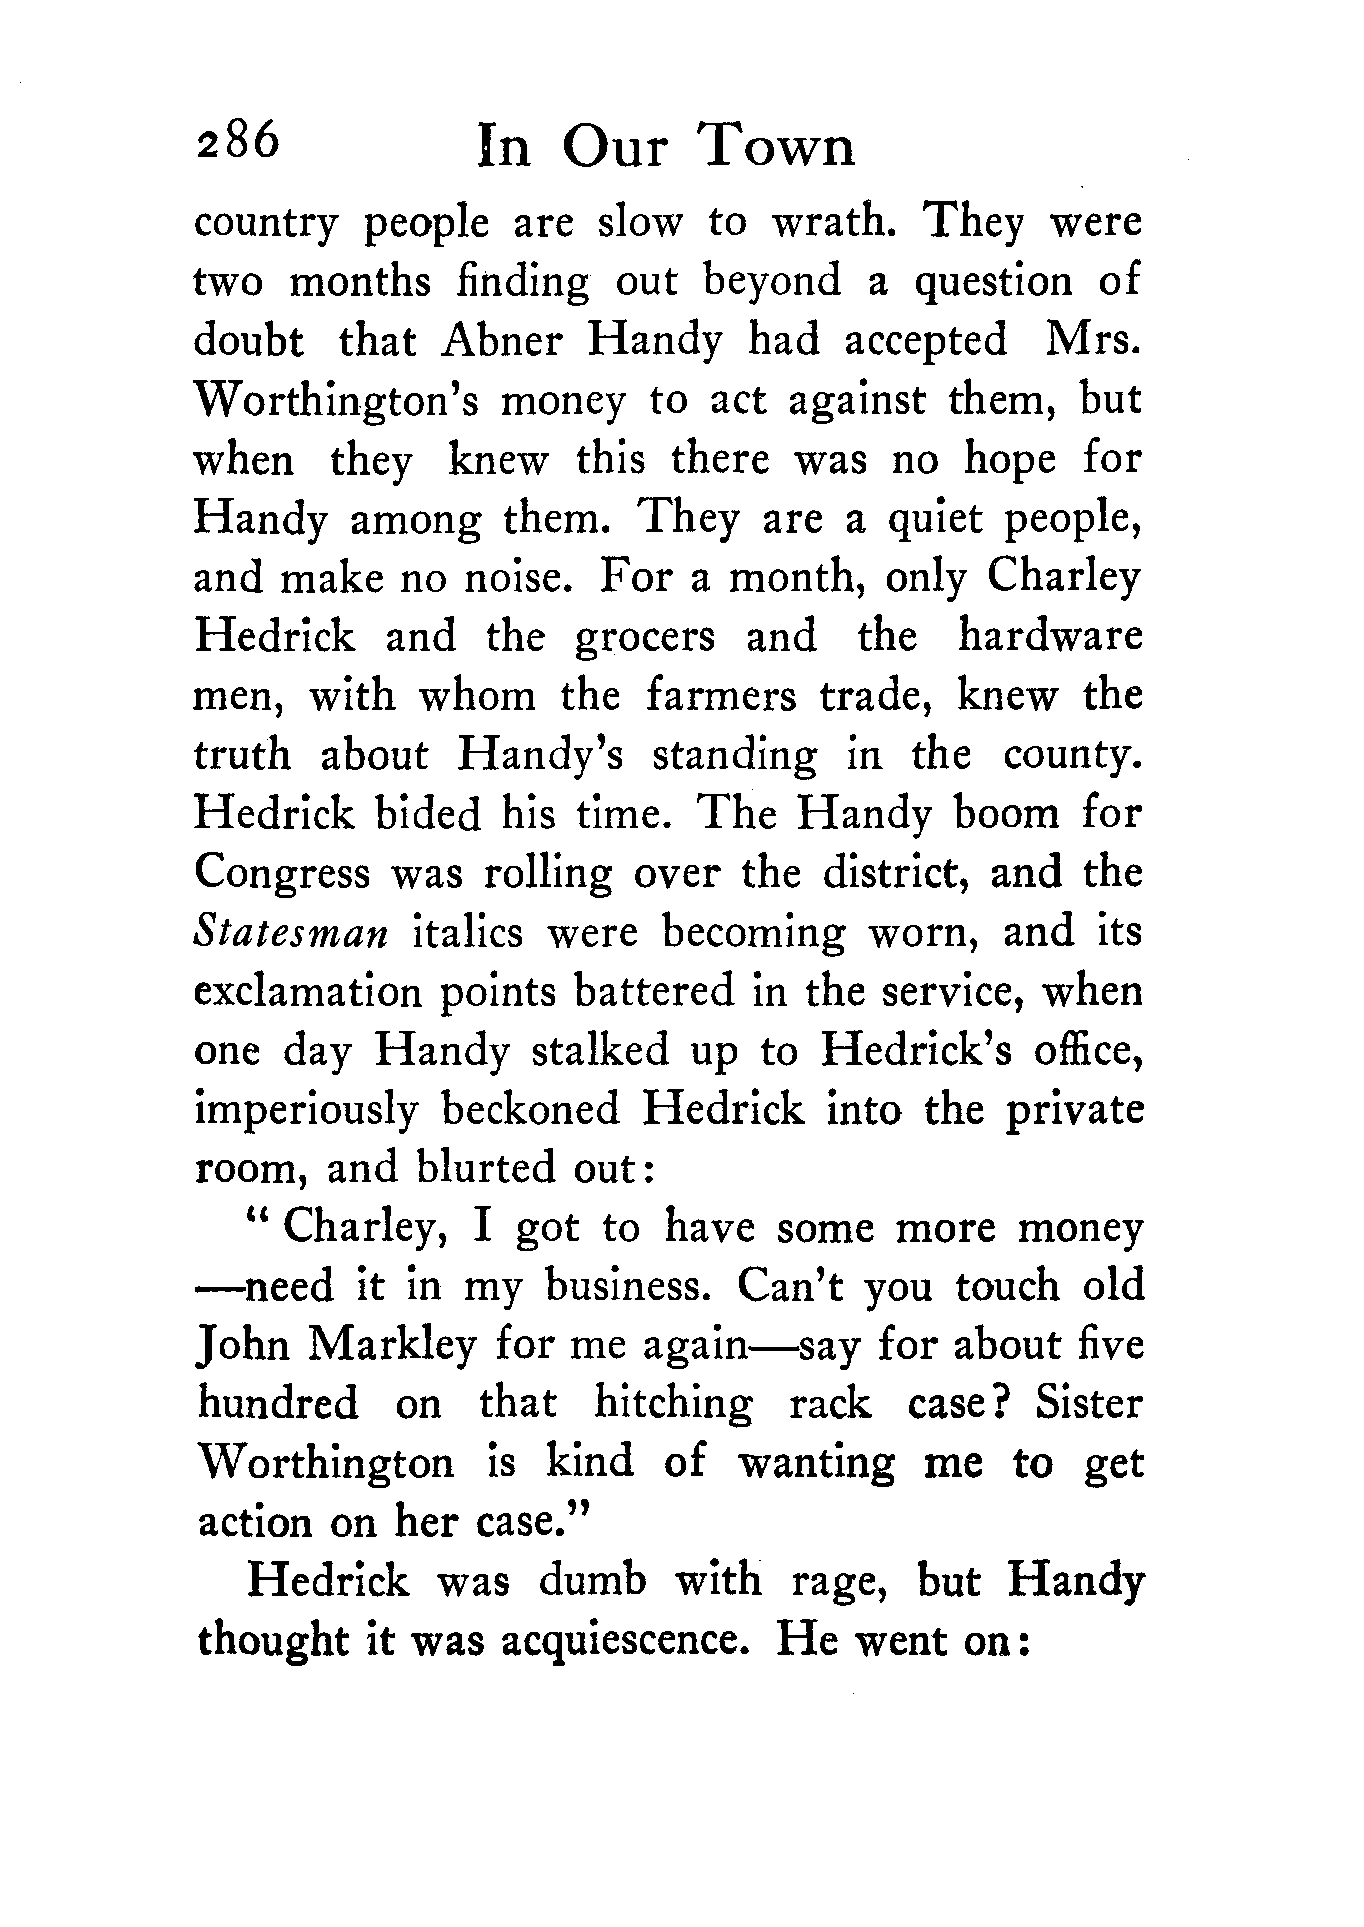 286 In Our Town
country people are slow to wrath. They were
two months finding out beyond a question of
doubt that Abner Handy had accepted Mrs.
Worthington's money to act against them, but
when they knew this there was no hope for
Handy among them. They are a quiet people,
and make no noise. For a month, only Charley
Hedrick and the grocers and the hardware
men, with whom the farmers trade, knew the
truth about Handy's standing in the county.
Hedrick bided his time. The Handy boom for
Congress was rolling over the district, and the
Statesman italics were becoming worn, and its
exclamation points battered in the service, when
one day Handy stalked up to Hedrick's office,
imperiously beckoned Hedrick into the private
room, and blurted out:
“ Charley, I got to have some more money
—need it in my business. Can't you touch old
John Markley for me again—say for about five
hundred on that hitching rack case? Sister
Worthington is kind of wanting me to get
action on her case.”
Hedrick was dumb with rage, but Handy
thought it was acquiescence. He went on: